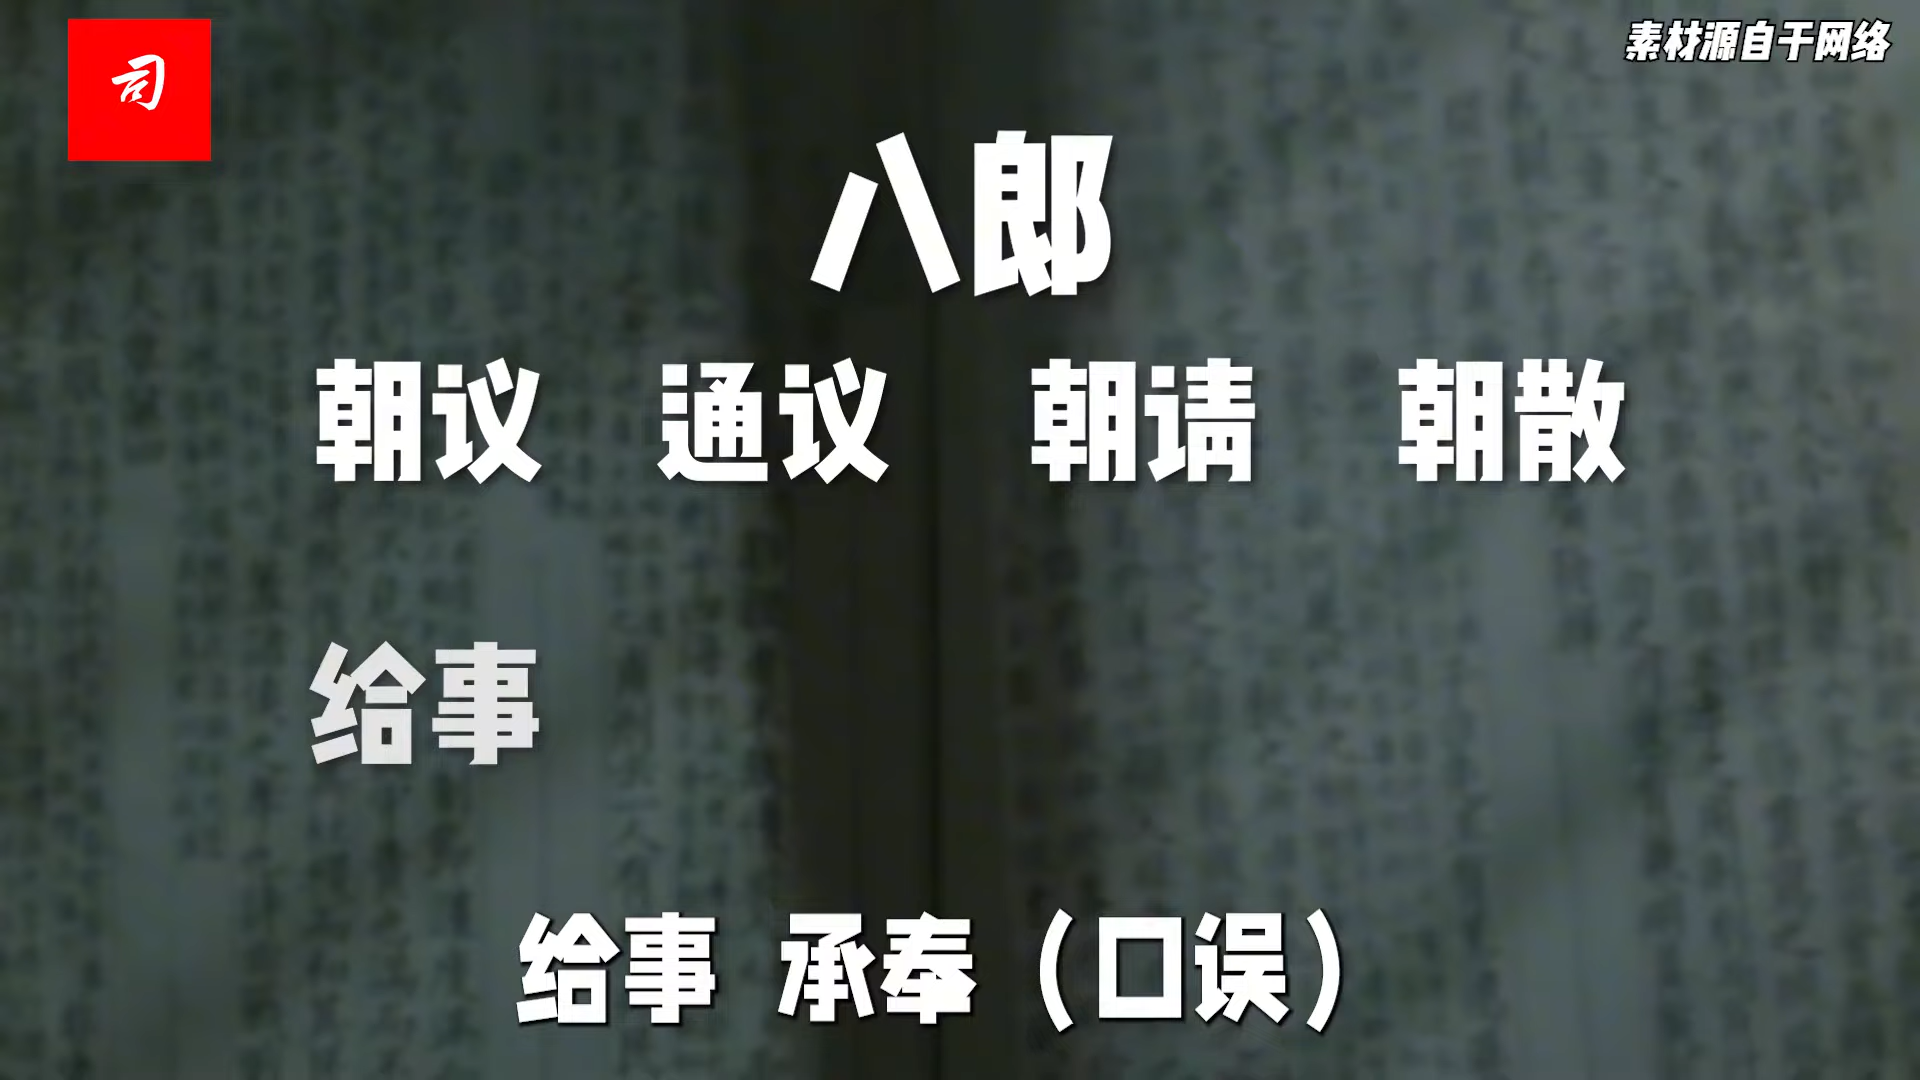 司
素材源自于网络
八郎
朝议 通议 朝请 朝散
给事
给事 承奉（口误）